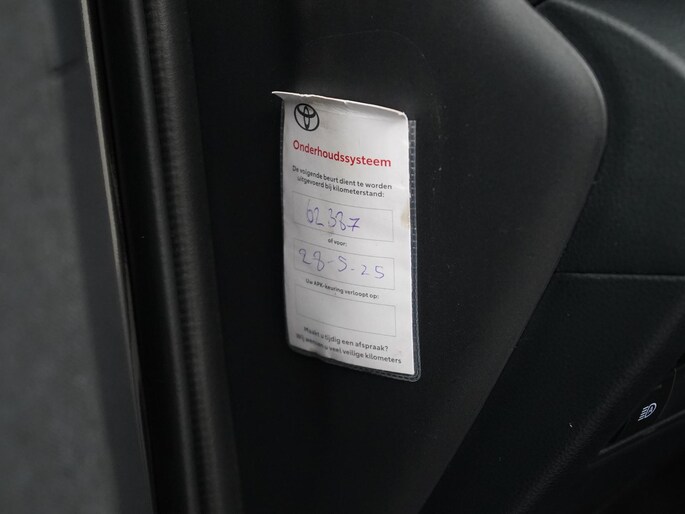 Onderhoudssysteem
De volgende beurt dient te worden
uitgevoerd bij kilometerstand:
62387
of voor:
28-5-25
Uw APK-keuring verloopt op:
Maakt u tijdig een afspraak?
Wij wensen u veel veilige kilometers